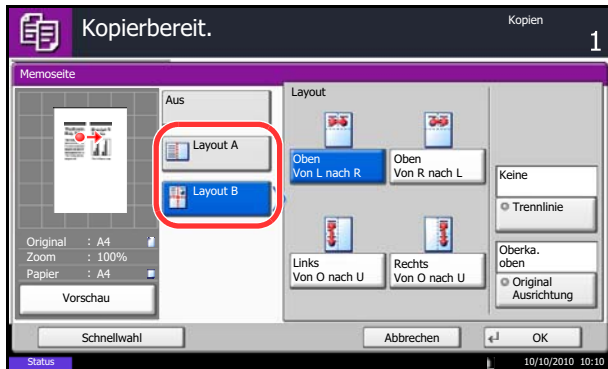 Kopierbereit.
Kopien
1
Memoseite
Aus
Layout A
Layout B
Layout
Oben
Von L nach R
Oben
Von R nach L
Links
Von O nach U
Rechts
Von O nach U
Keine
Trennlinie
Oberka.
oben
Original
Ausrichtung
Original : A4
Zoom : 100%
Papier : A4
Vorschau
Schnellwahl
Abbrechen
OK
Status
10/10/2010 10:10